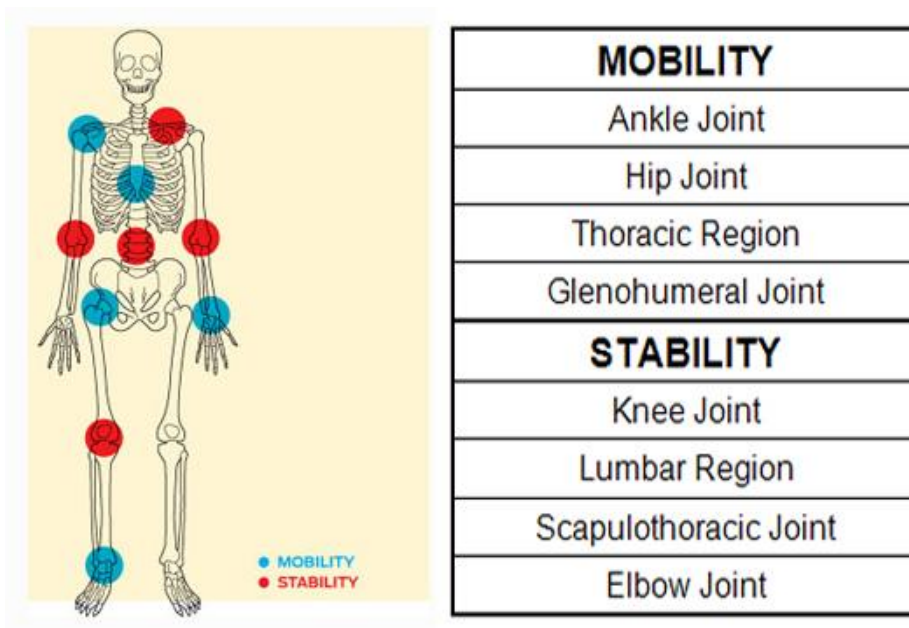 MOBILITY
STABILITY
MOBILITY
Ankle Joint
Hip Joint
Thoracic Region
Glenohumeral Joint
STABILITY
Knee Joint
Lumbar Region
Scapulothoracic Joint
Elbow Joint